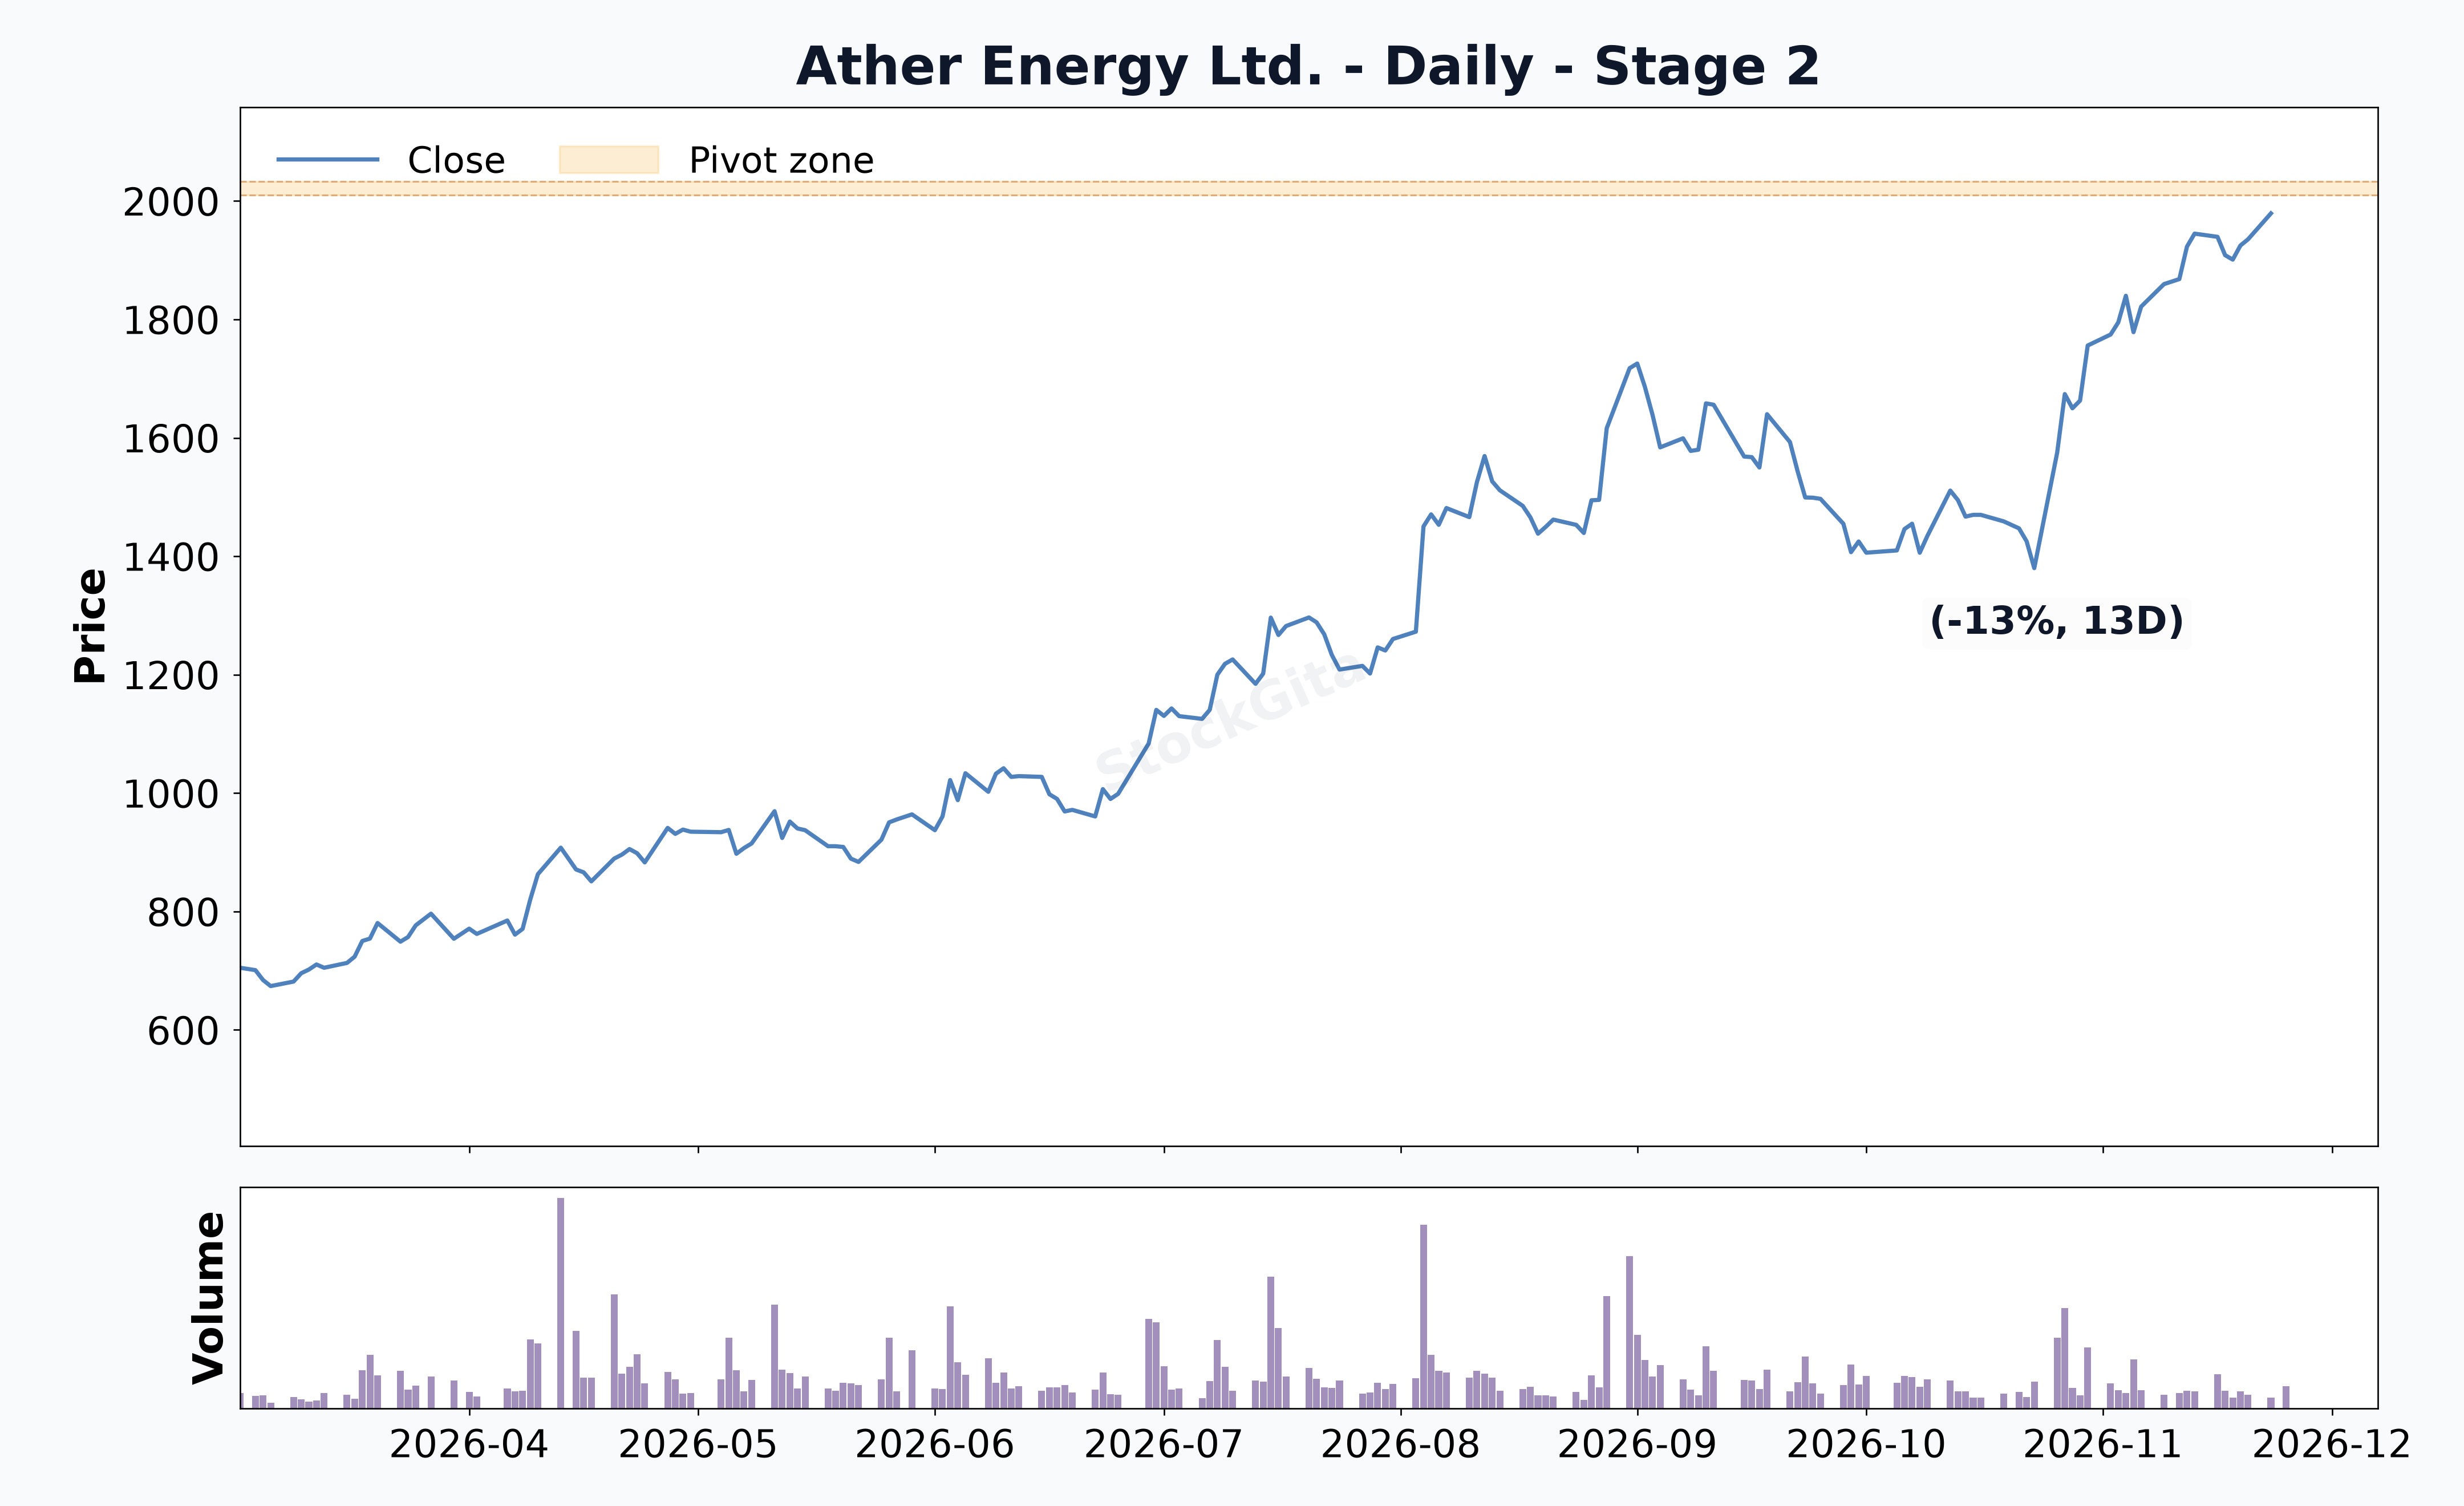 Ather Energy Ltd. - Daily - Stage 2
Close
Pivot zone
2000
1800
1600
1400
1200
1000
800
600
Price
(-13%, 13D)
StockGita
Volume
2026-04
2026-05
2026-06
2026-07
2026-08
2026-09
2026-10
2026-11
2026-12